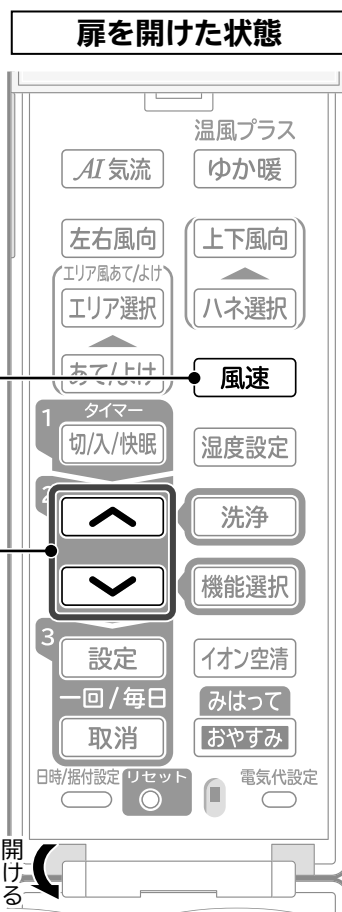 扉を開けた状態
温風プラス
AI気流
ゆか暖
左右風向
上下風向
エリア風あて/よけ
エリア選択
ハネ選択
あて/よけ
風速
1
タイマー
切/入/快眠
湿度設定
2
洗浄
機能選択
3
設定
イオン空清
一回/毎日
みはって
取消
おやすみ
日時/据付設定
リセット
電気代設定
開ける